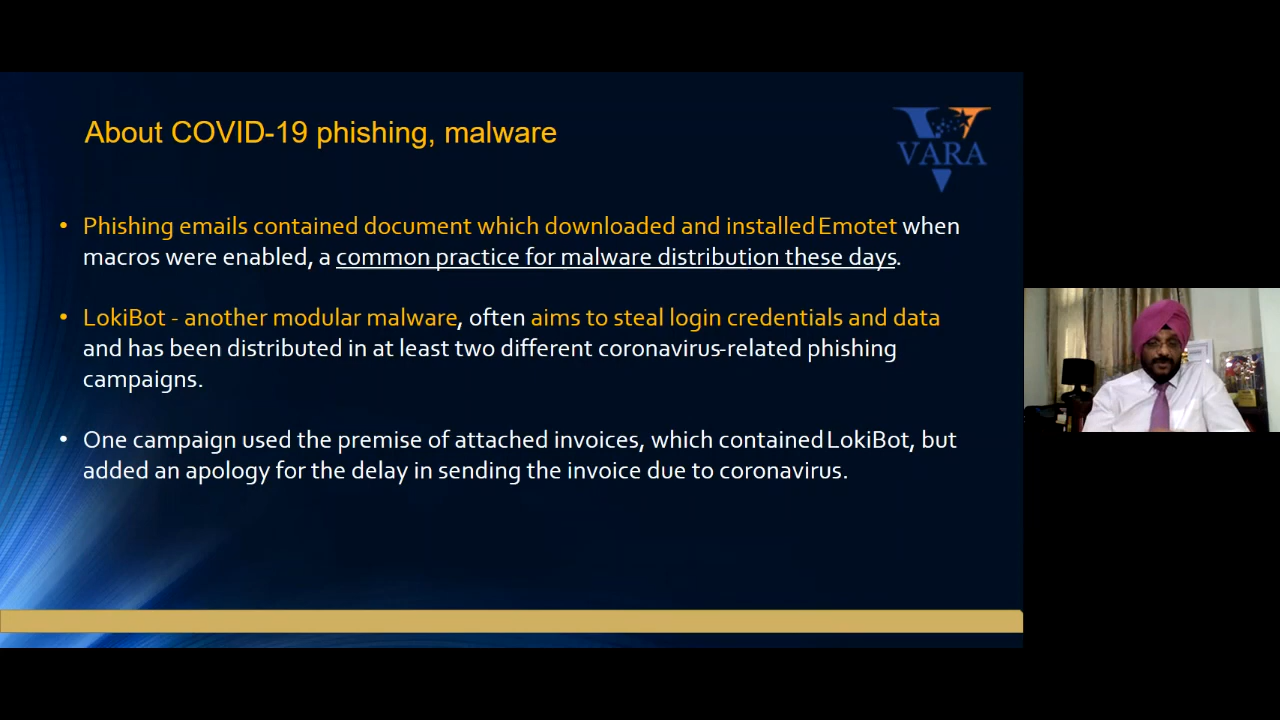 About COVID-19 phishing, malware
VARA
• Phishing emails contained document which downloaded and installed Emotet when
macros were enabled, a common practice for malware distribution these days.
• LokiBot - another modular malware, often aims to steal login credentials and data
and has been distributed in at least two different coronavirus-related phishing
campaigns.
• One campaign used the premise of attached invoices, which contained LokiBot, but
added an apology for the delay in sending the invoice due to coronavirus.